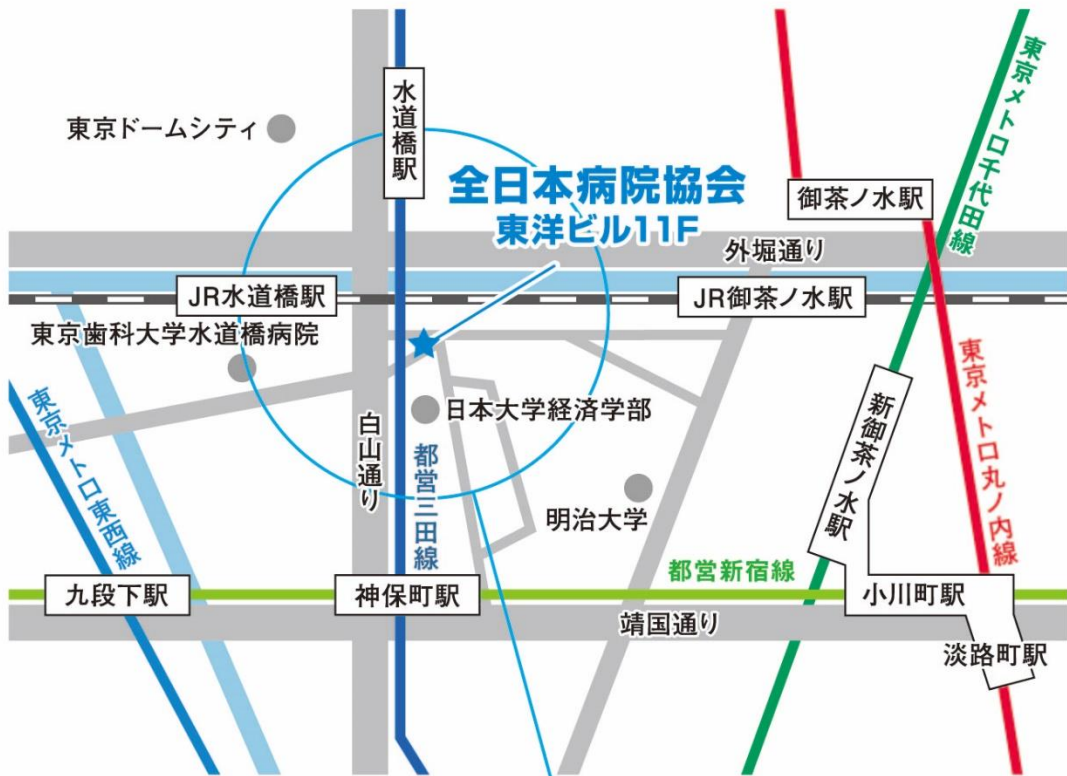 水道橋駅
東京メトロ千代田線
東京ドームシティ
全日本病院協会
東洋ビル11F
御茶ノ水駅
外堀通り
JR水道橋駅
JR御茶ノ水駅
東京歯科大学水道橋病院
東京メトロ東西線
白山通り
都営三田線
日本大学経済学部
新御茶ノ水駅
東京メトロ丸ノ内線
明治大学
都営新宿線
九段下駅
神保町駅
小川町駅
靖国通り
淡路町駅